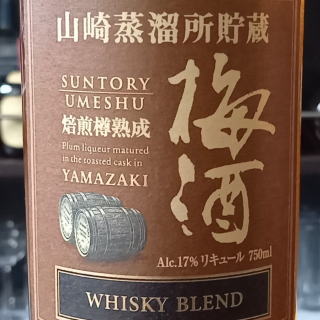 山崎蒸溜所貯蔵
SUNTORY
UMESHU
焙煎樽熟成
Plum liqueur matured
in the toasted cask in
YAMAZAKI
梅酒
Alc.17% リキュール 750ml
WHISKY BLEND